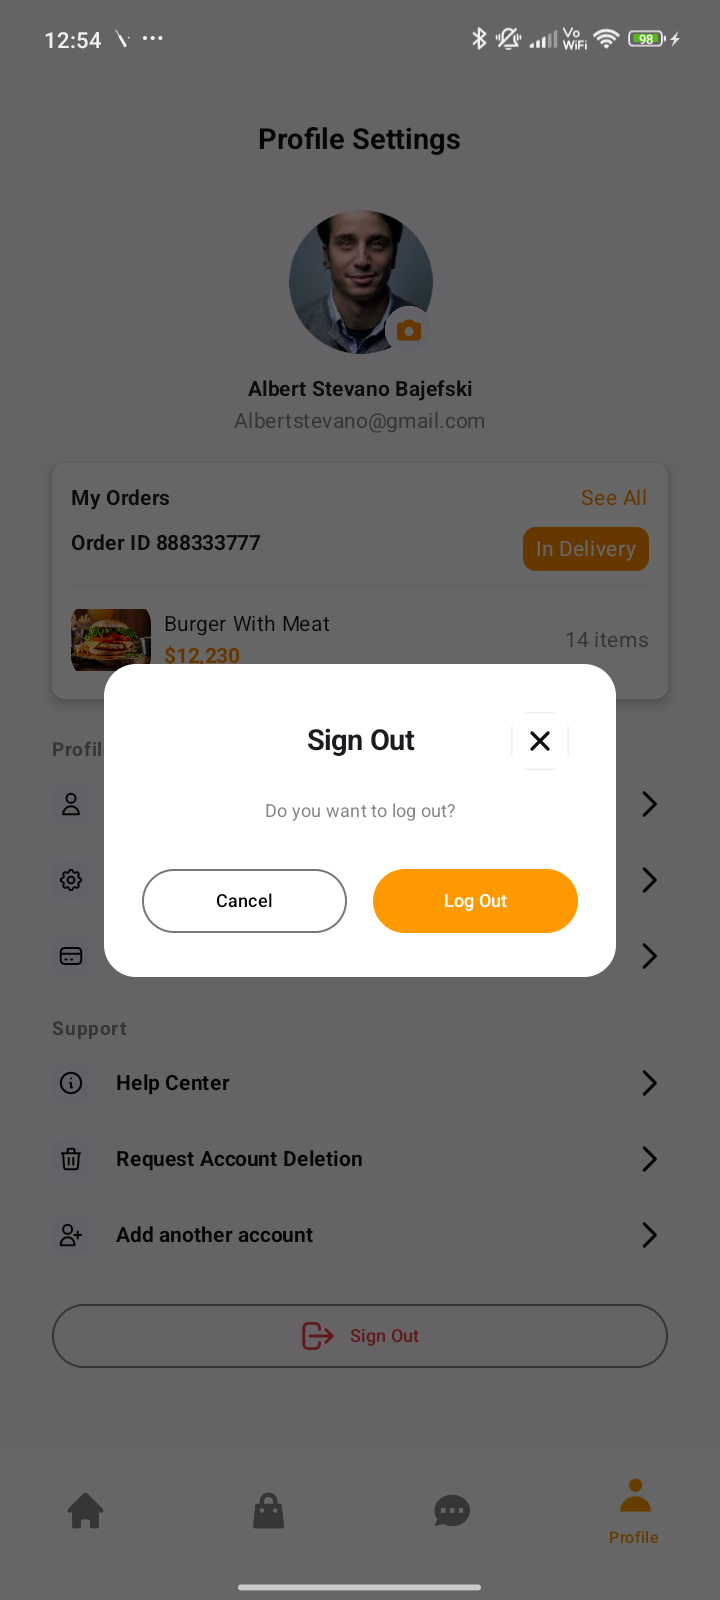 12:54
Vo
WiFi
98
Profile Settings
Albert Stevano Bajefski
Albertstevano@gmail.com
My Orders
See All
Order ID 888333777
In Delivery
Burger With Meat
$12,230
14 items
Profil
Sign Out
Do you want to log out?
Cancel
Log Out
Support
Help Center
Request Account Deletion
Add another account
Sign Out
Profile